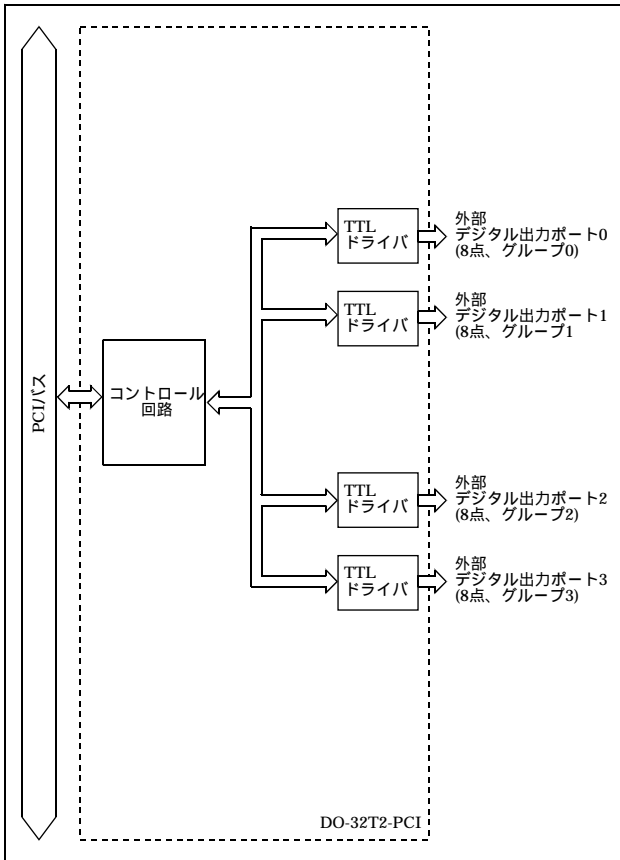 PCIバス
コントロール
回路
TTL
ドライバ
外部
デジタル出力ポート0
(8点、グループ0)
TTL
ドライバ
外部
デジタル出力ポート1
(8点、グループ1
TTL
ドライバ
外部
デジタル出力ポート2
(8点、グループ2)
TTL
ドライバ
外部
デジタル出力ポート3
(8点、グループ3)
DO-32T2-PCI